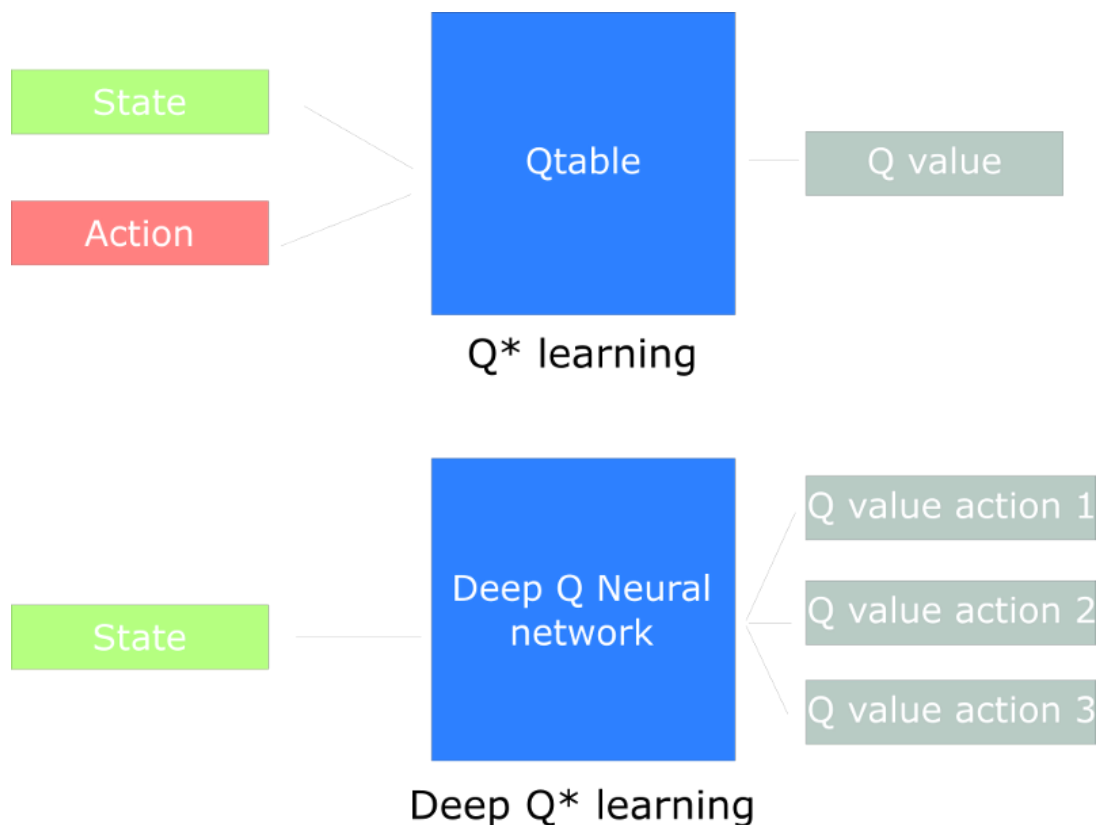 State
Action
Qtable
Q value
Q* learning
State
Deep Q Neural
network
Q value action 1
Q value action 2
Q value action 3
Deep Q* learning